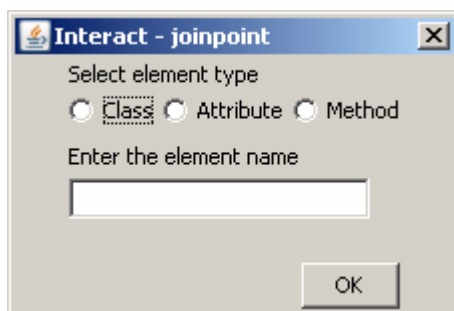 Interact - joinpoint
Select element type
Class Attribute Method
Enter the element name
OK